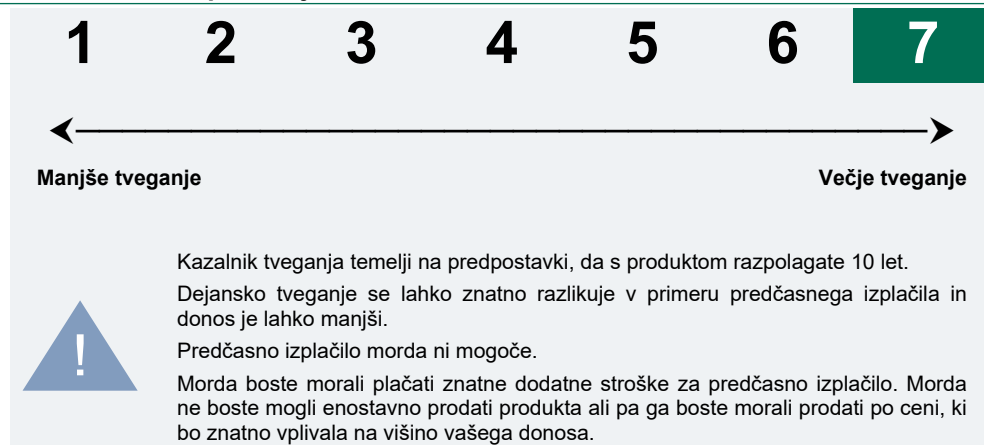 1 2 3 4 5 6 7
Manjše tveganje Večje tveganje
Kazalnik tveganja temelji na predpostavki, da s produktom razpolagate 10 let.
Dejansko tveganje se lahko znatno razlikuje v primeru predčasnega izplačila in
donos je lahko manjši.
!
Predčasno izplačilo morda ni mogoče.
Morda boste morali plačati znatne dodatne stroške za predčasno izplačilo. Morda
ne boste mogli enostavno prodati produkta ali pa ga boste morali prodati po ceni, ki
bo znatno vplivala na višino vašega donosa.